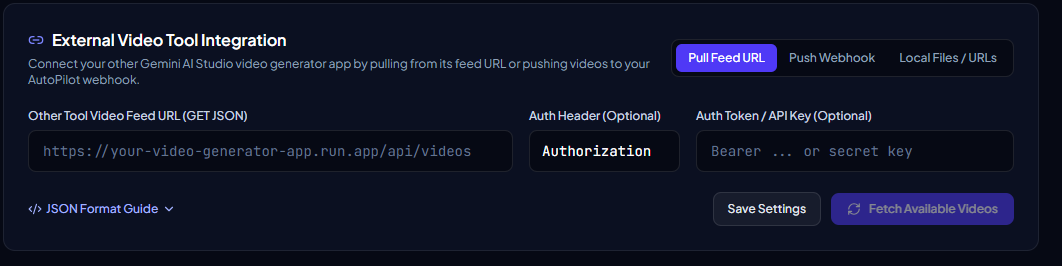 External Video Tool Integration
Connect your other Gemini AI Studio video generator app by pulling from its feed URL or pushing videos to your
AutoPilot webhook.
Pull Feed URL
Push Webhook
Local Files / URLs
Other Tool Video Feed URL (GET JSON)
https://your-video-generator-app.run.app/api/videos
Auth Header (Optional)
Authorization
Auth Token / API Key (Optional)
Bearer ... or secret key
</> JSON Format Guide
Save Settings
Fetch Available Videos